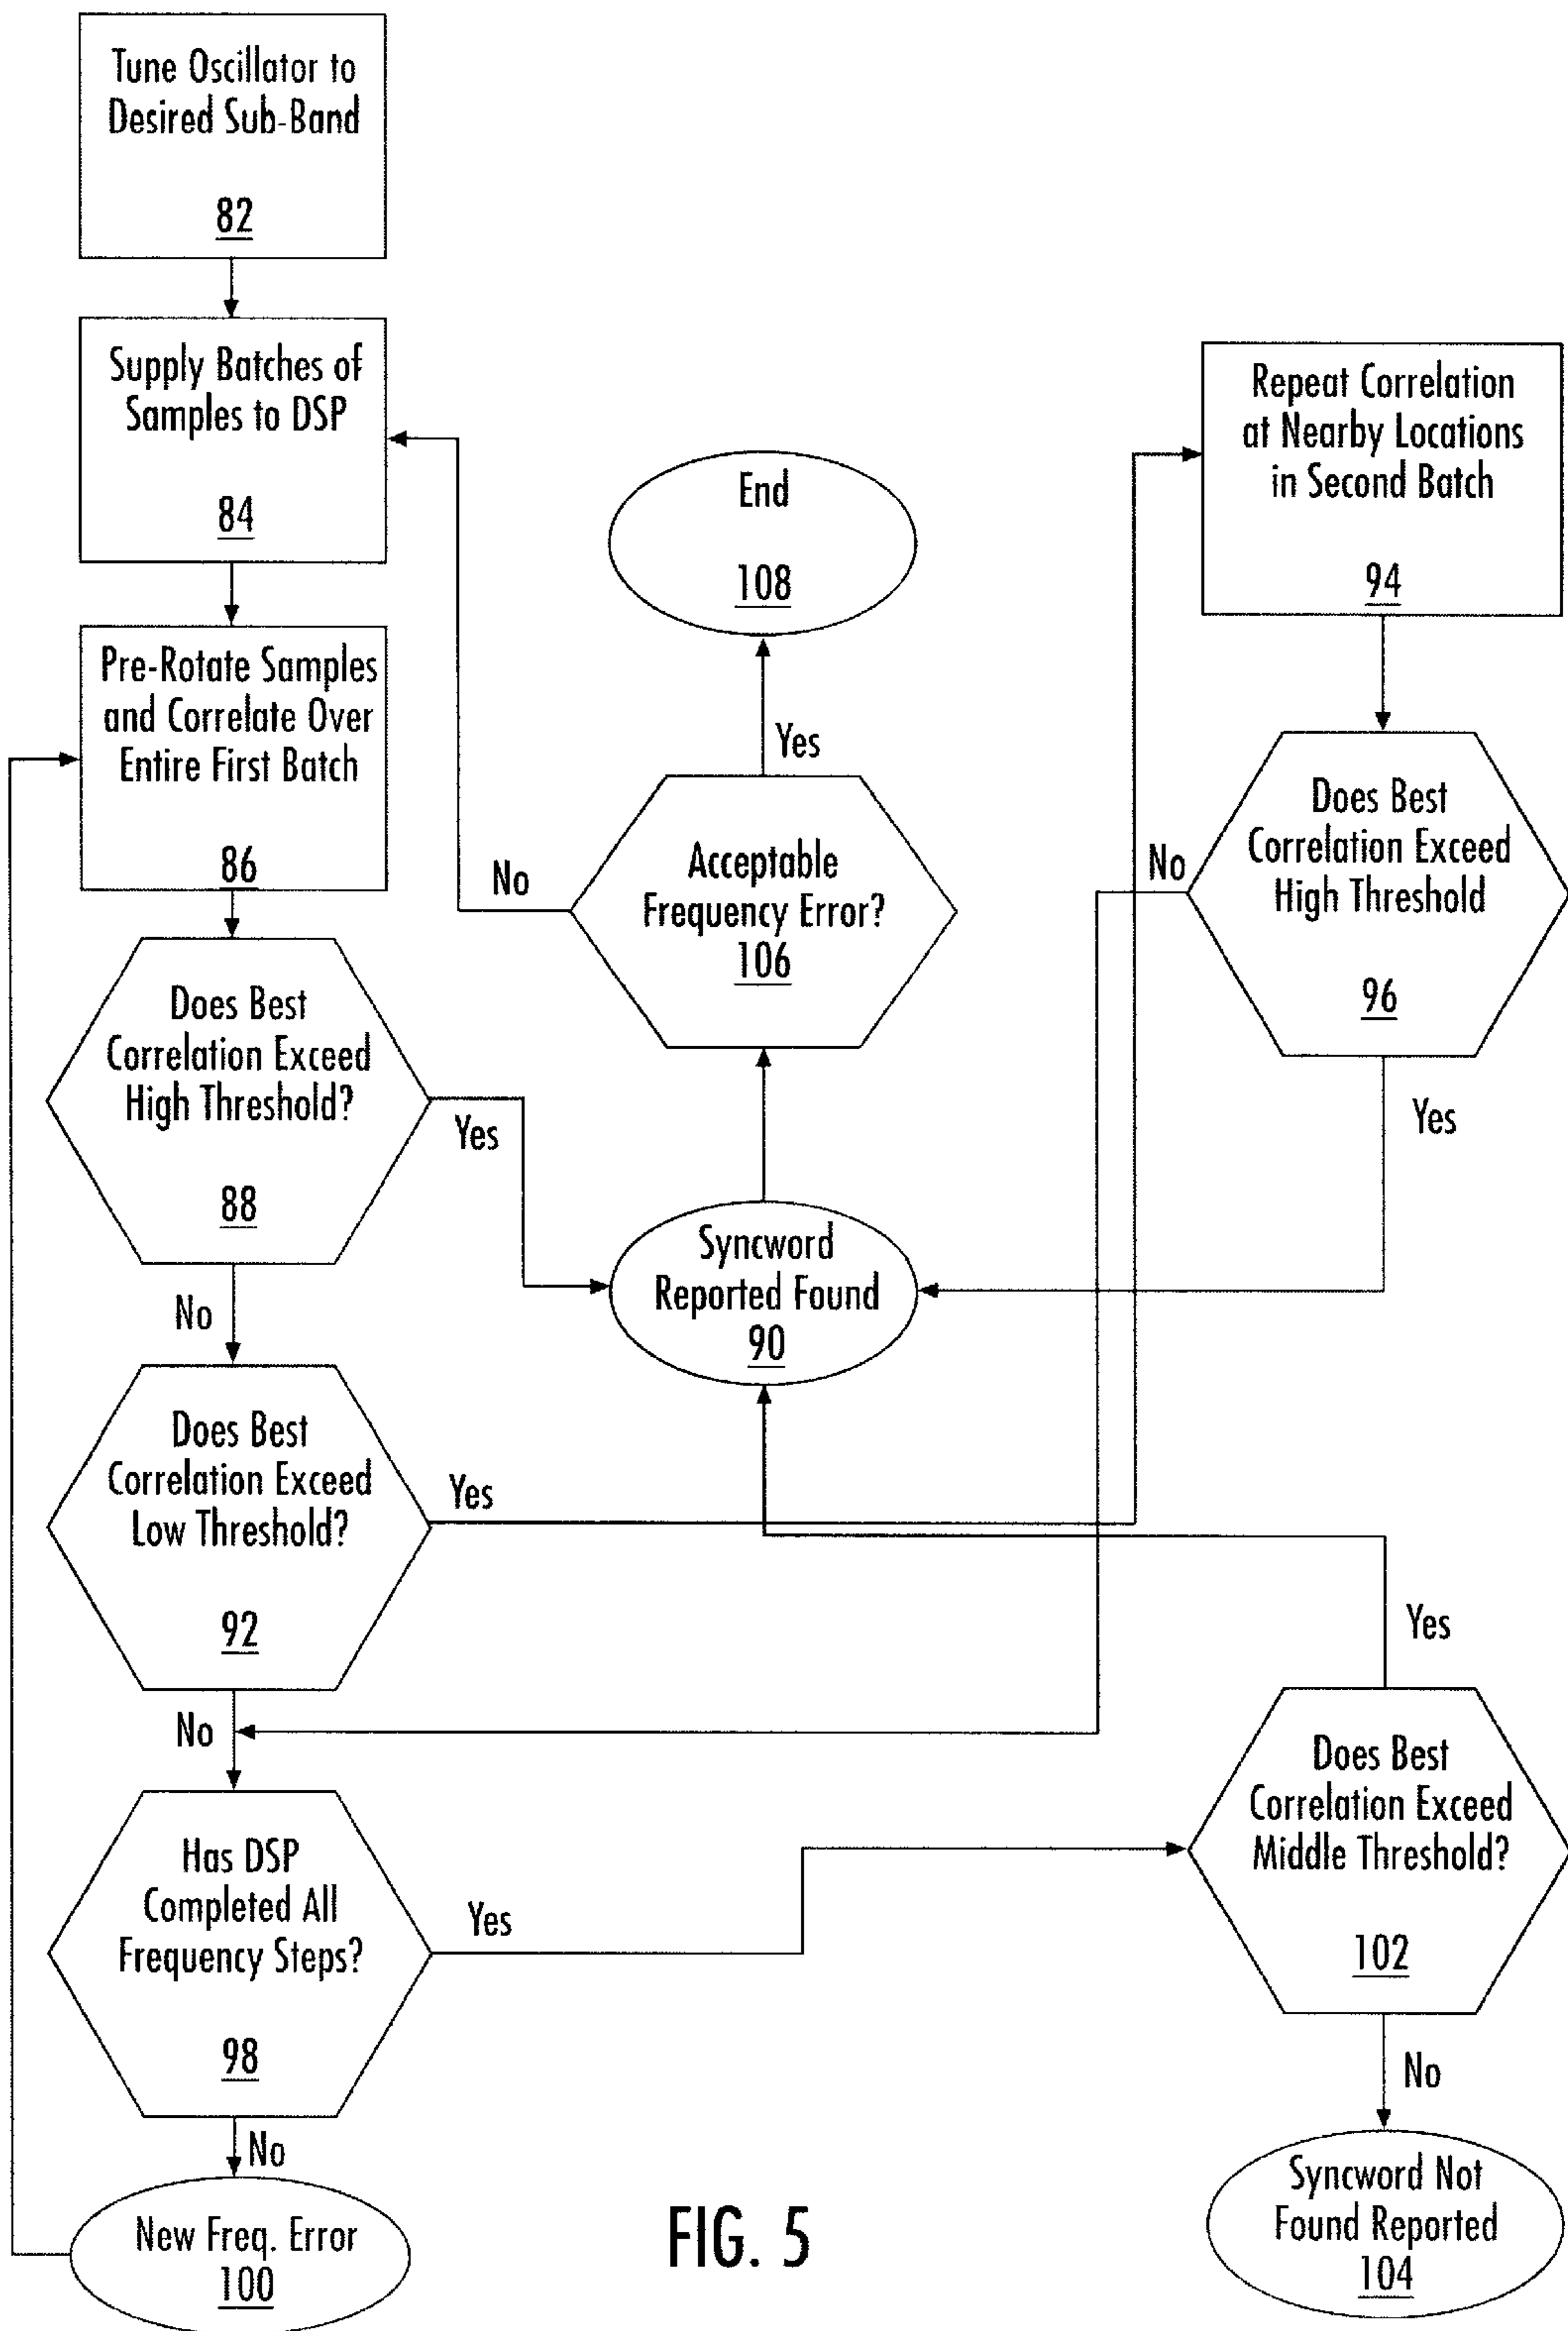 Tune Oscillator to
Desired Sub-Band
82
Supply Batches of
Samples to DSP
84
Pre-Rotate Samples
and Correlate Over
Entire First Batch
86
Does Best
Correlation Exceed
High Threshold?
88
Yes
No
Does Best
Correlation Exceed
Low Threshold?
92
Yes
No
Has DSP
Completed All
Frequency Steps?
98
Yes
No
New Freq. Error
100
End
108
Yes
Acceptable
Frequency Error?
106
No
Syncword
Reported Found
90
Repeat Correlation
at Nearby Locations
in Second Batch
94
Does Best
Correlation Exceed
High Threshold
96
No
Yes
Yes
Does Best
Correlation Exceed
Middle Threshold?
102
No
Syncword Not
Found Reported
104
FIG. 5